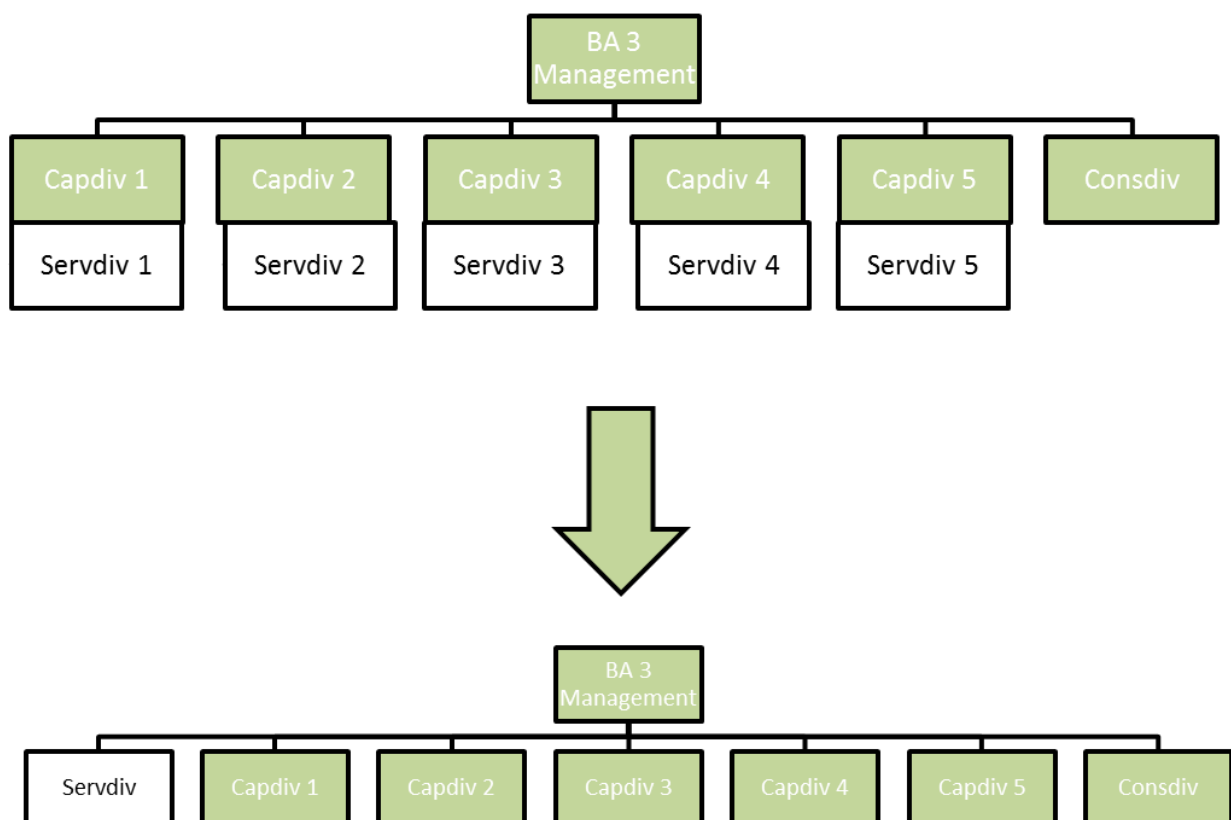 BA 3
Management
Capdiv 1
Capdiv 2
Capdiv 3
Capdiv 4
Capdiv 5
Consdiv
Servdiv 1
Servdiv 2
Servdiv 3
Servdiv 4
Servdiv 5
BA 3
Management
Servdiv
Capdiv 1
Capdiv 2
Capdiv 3
Capdiv 4
Capdiv 5
Consdiv